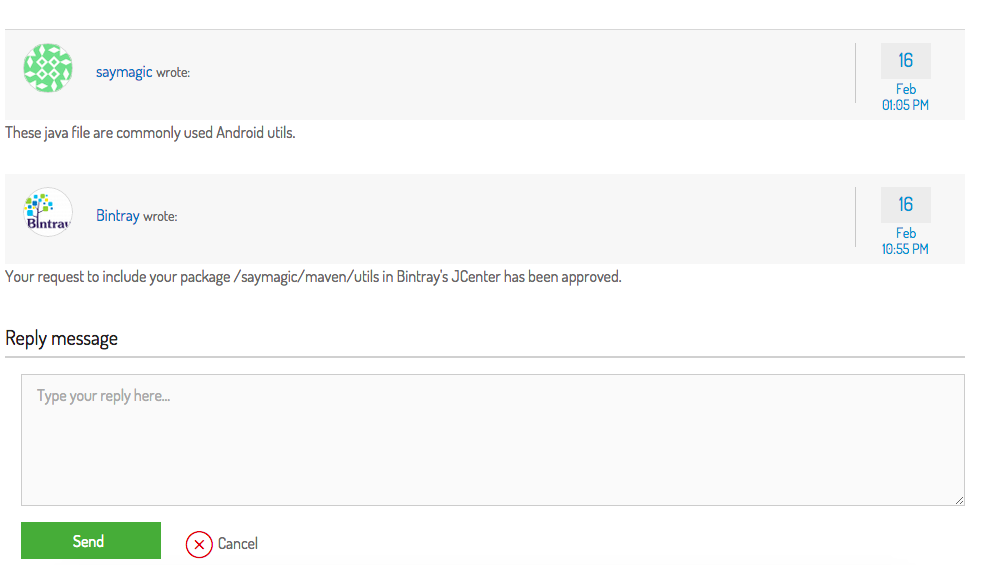 saymagic wrote:
16
Feb
01:05 PM
These java file are commonly used Android utils.
Bintray
Bintray wrote:
16
Feb
10:55 PM
Your request to include your package /saymagic/maven/utils in Bintray's JCenter has been approved.
Reply message
Type your reply here...
Send
Cancel